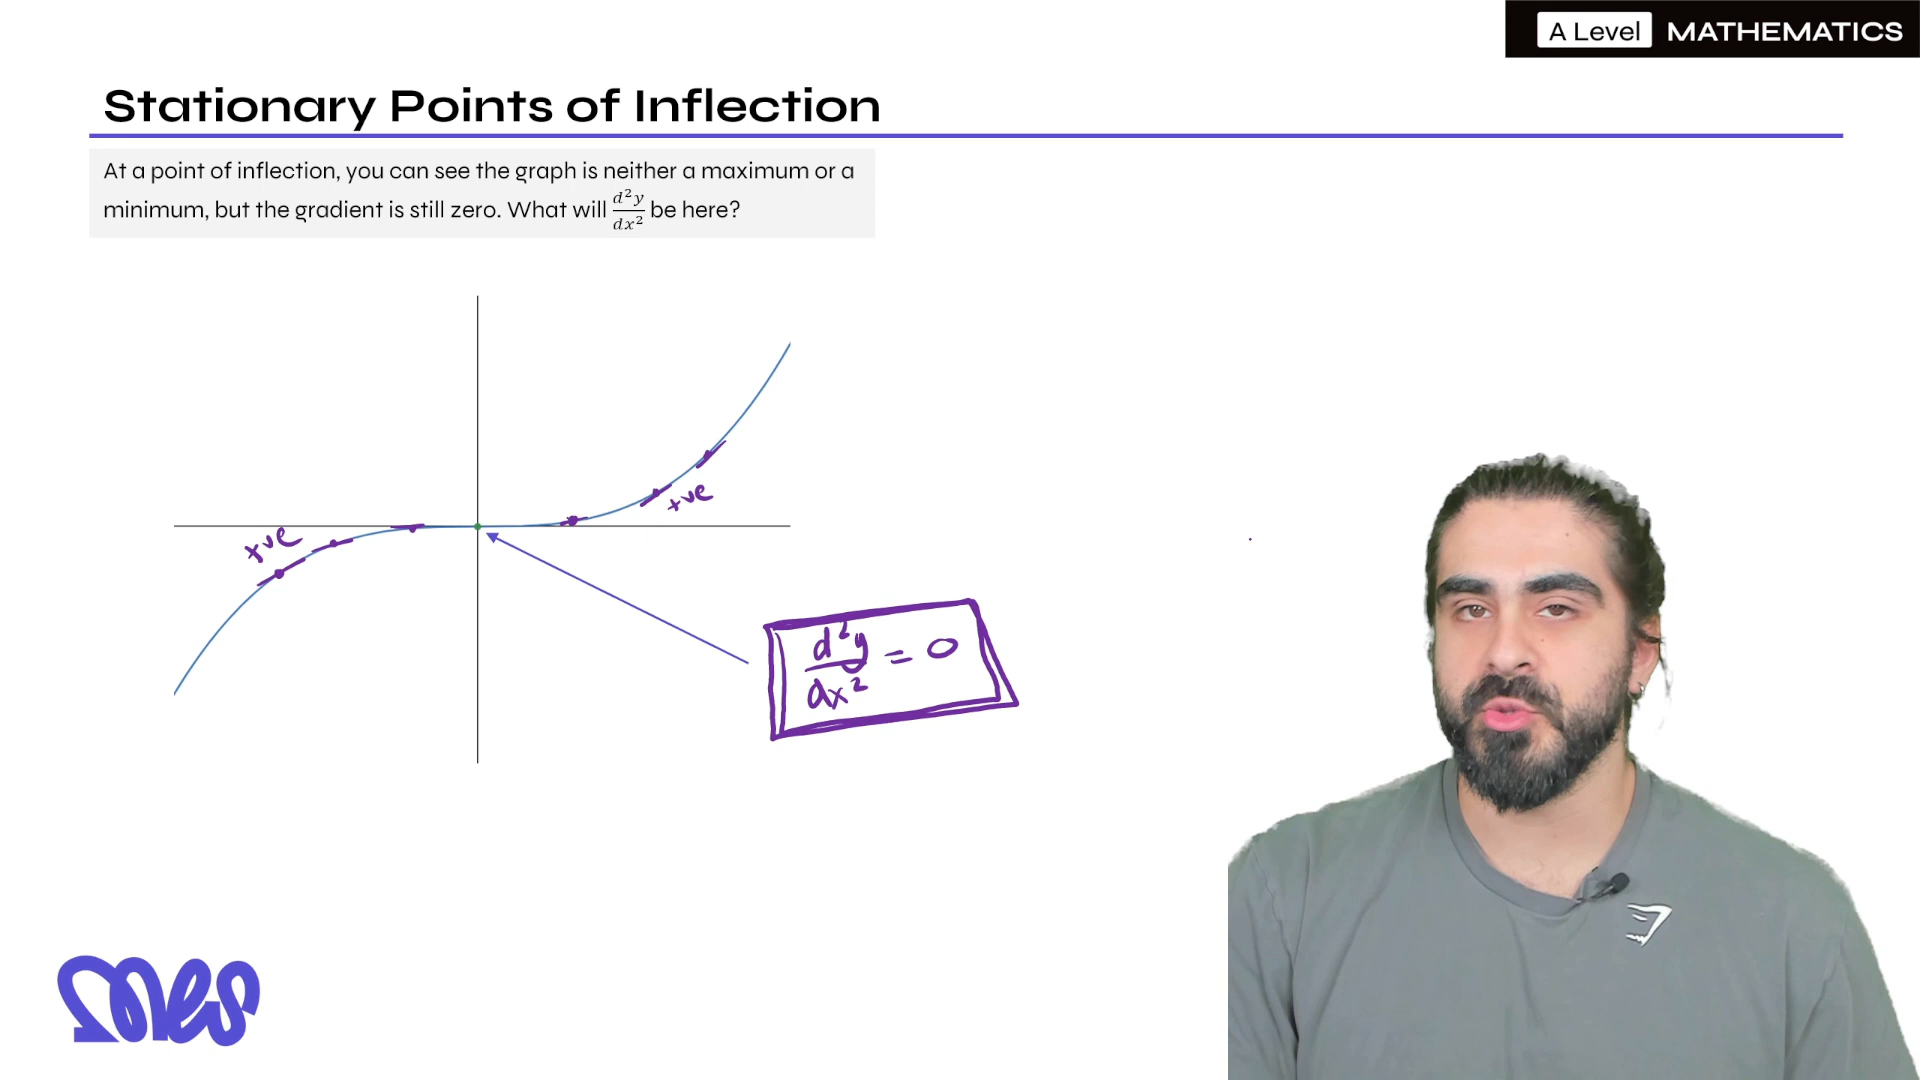 A Level MATHEMATICS
Stationary Points of Inflection
At a point of inflection, you can see the graph is neither a maximum or a
minimum, but the gradient is still zero. What will d²y/dx² be here?
+ve
+ve
d²y/dx² = 0
mes